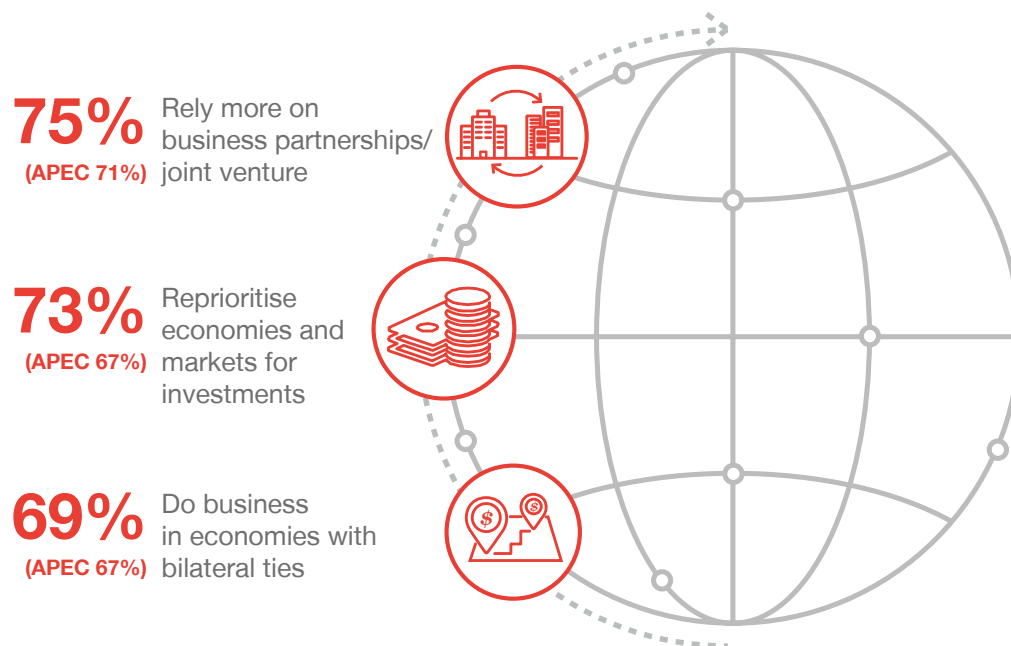 75%
(APEC 71%)
Rely more on
business partnerships/
joint venture
73%
(APEC 67%)
Reprioritise
economies and
markets for
investments
69%
(APEC 67%)
Do business
in economies with
bilateral ties
$
$